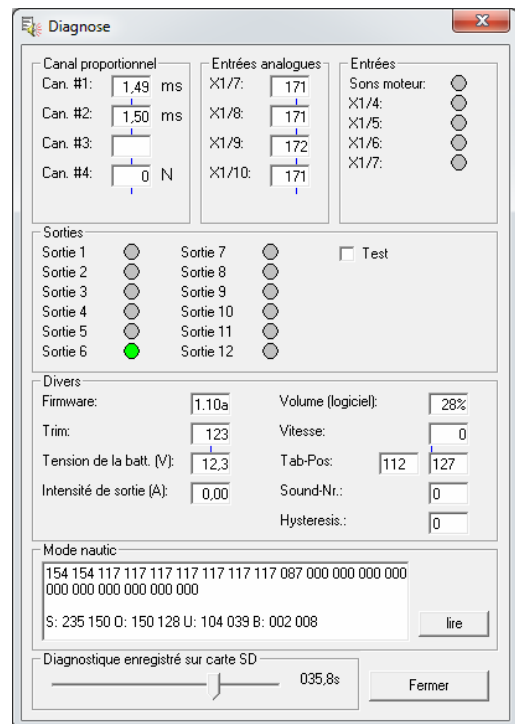 Diagnose
Canal proportionnel
Can. #1: 1,49 ms
Can. #2: 1,50 ms
Can. #3:
Can. #4: 0 N
Entrées analogues
X1/7: 171
X1/8: 171
X1/9: 172
X1/10: 171
Entrées
Sons moteur:
X1/4:
X1/5:
X1/6:
X1/7:
Sorties
Sortie 1
Sortie 2
Sortie 3
Sortie 4
Sortie 5
Sortie 6
Sortie 7
Sortie 8
Sortie 9
Sortie 10
Sortie 11
Sortie 12
Test
Divers
Firmware: 1.10a
Trim: 123
Tension de la batt. (V): 12,3
Intensité de sortie (A): 0,00
Volume (logiciel): 28%
Vitesse: 0
Tab-Pos: 112 127
Sound-Nr.: 0
Hysteresis.: 0
Mode nautic
154 154 117 117 117 117 117 117 117 087 000 000 000 000
000 000 000 000 000 000
S: 235 150 O: 150 128 U: 104 039 B: 002 008
lire
Diagnostique enregistré sur carte SD
035,8s
Fermer